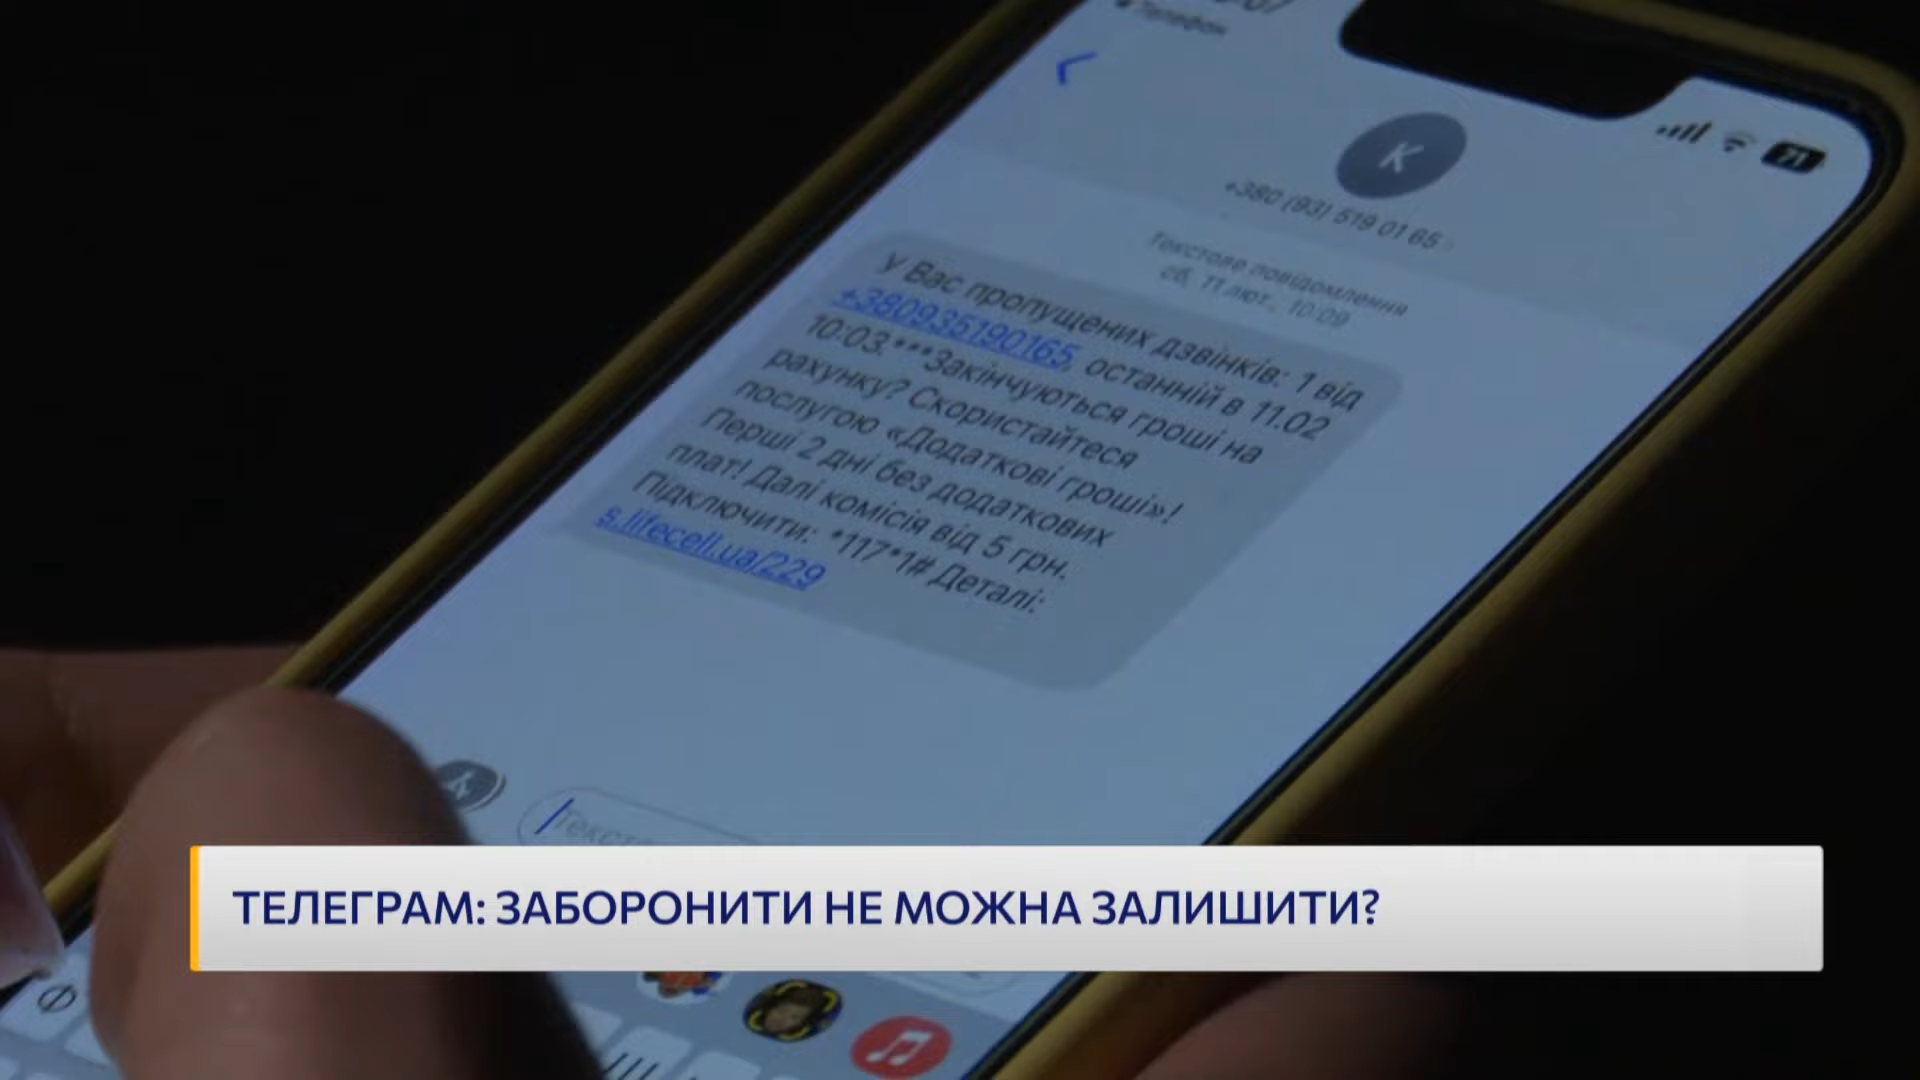 Телефон
71
K
+380 (93) 519 01 65
Текстове повідомлення
сб, 11 лют., 10:09
У Вас пропущених дзвінків: 1 від
+380935190165, останній в 11.02
10:03.***Закінчуються гроші на
рахунку? Скористайтеся
послугою «Додаткові гроші»!
Перші 2 дні без додаткових
плат! Далі комісія від 5 грн.
Підключити: *117*1# Деталі:
s.lifecell.ua/229
ТЕЛЕГРАМ: ЗАБОРОНИТИ НЕ МОЖНА ЗАЛИШИТИ?
Ф
Ш